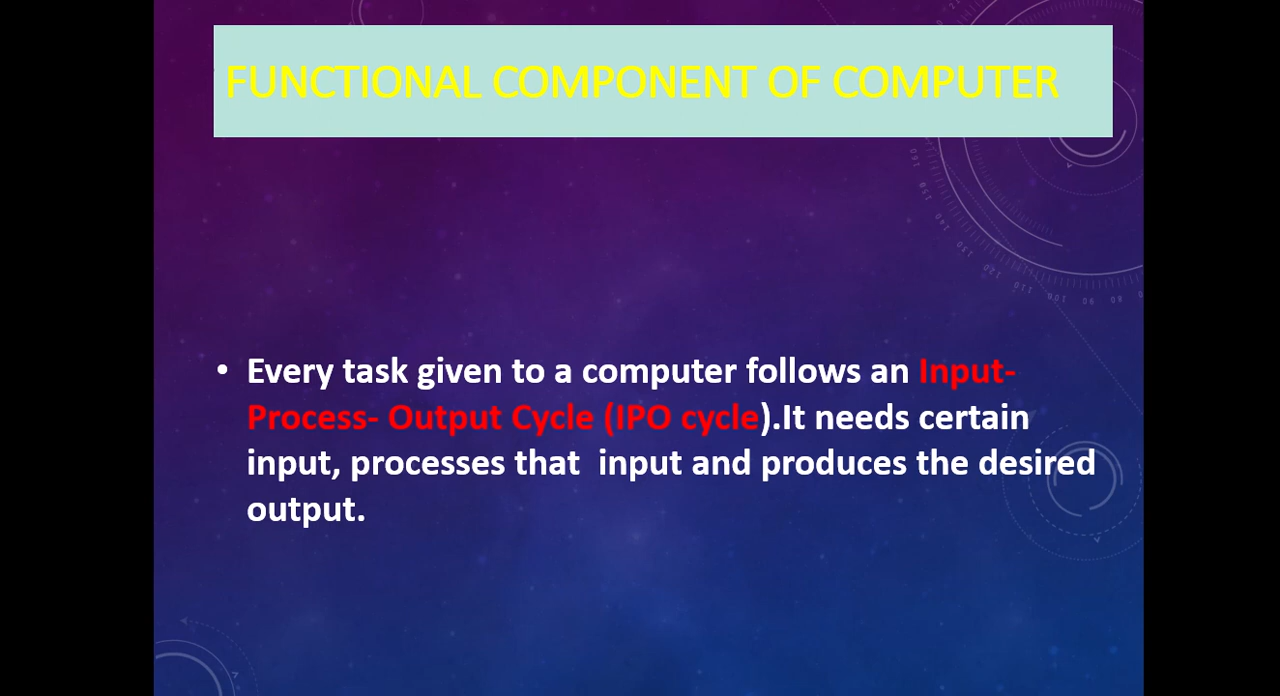 FUNCTIONAL COMPONENT OF COMPUTER
• Every task given to a computer follows an Input-
Process- Output Cycle (IPO cycle).It needs certain
input, processes that  input and produces the desired
output.